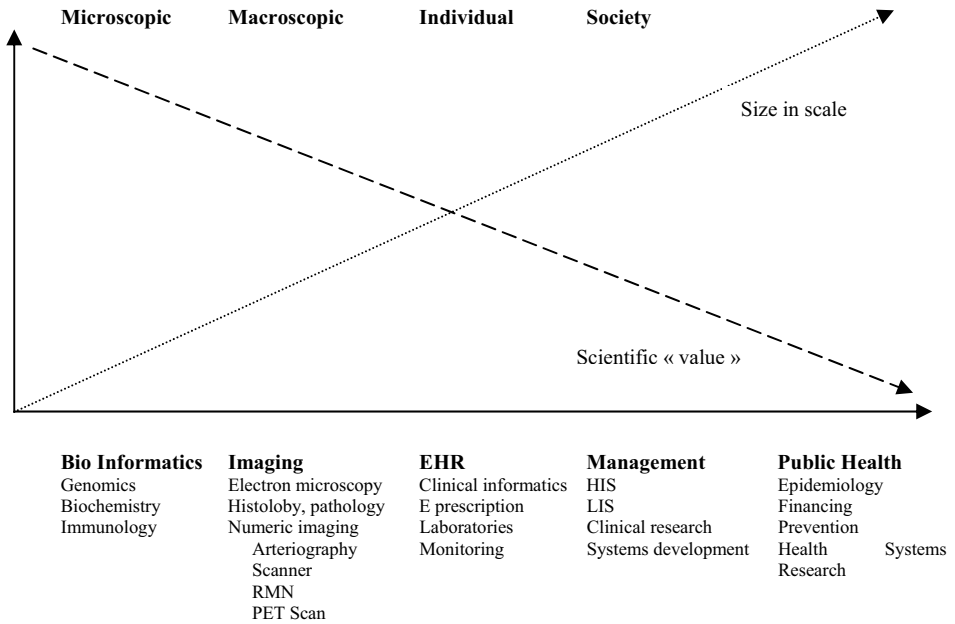 Microscopic Macroscopic Individual Society
Size in scale
Scientific « value »
Bio Informatics
Genomics
Biochemistry
Immunology
Imaging
Electron microscopy
Histoloby, pathology
Numeric imaging
Arteriography
Scanner
RMN
PET Scan
EHR
Clinical informatics
E prescription
Laboratories
Monitoring
Management
HIS
LIS
Clinical research
Systems development
Public Health
Epidemiology
Financing
Prevention
Health Systems
Research